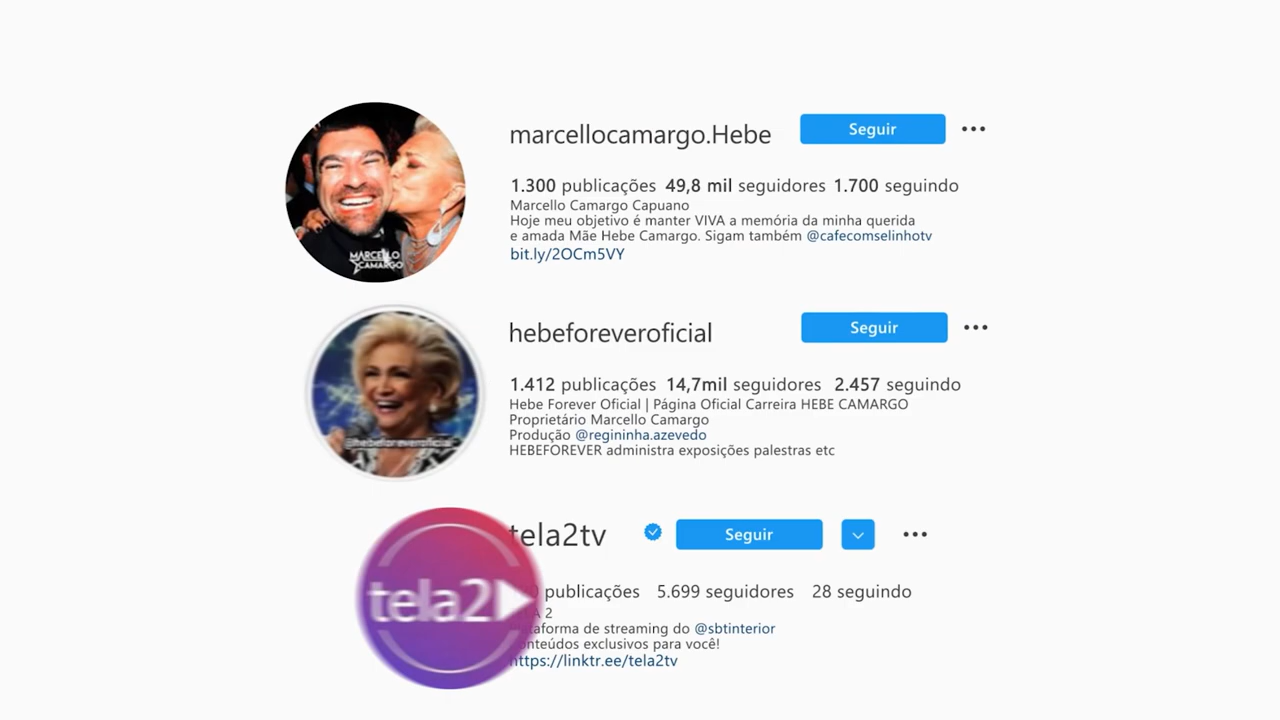 marcellocamargo.Hebe Seguir
1.300 publicações 49,8 mil seguidores 1.700 seguindo
Marcello Camargo Capuano
Hoje meu objetivo é manter VIVA a memória da minha querida
e amada Mãe Hebe Camargo. Sigam também @cafecomselinhotv
bit.ly/2OCm5VY
MARCELLO
CAMARGO
hebeforeveroficial Seguir
1.412 publicações 14,7mil seguidores 2.457 seguindo
Hebe Forever Oficial | Página Oficial Carreira HEBE CAMARGO
Proprietário Marcello Camargo
Produção @regininha.azevedo
HEBEFOREVER administra exposições palestras etc
@hebeforeveroficial
tela2tv Seguir
publicações 5.699 seguidores 28 seguindo
2
do @sbtinterior
exclusivos para você!
https://linktr.ee/tela2tv
tela2